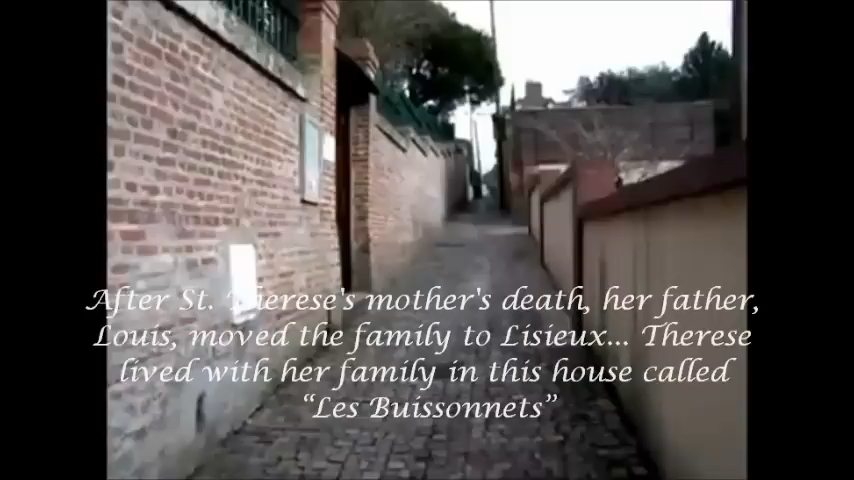 After St. Therese's mother's death, her father,
Louis, moved the family to Lisieux... Therese
lived with her family in this house called
“Les Buissonnets”